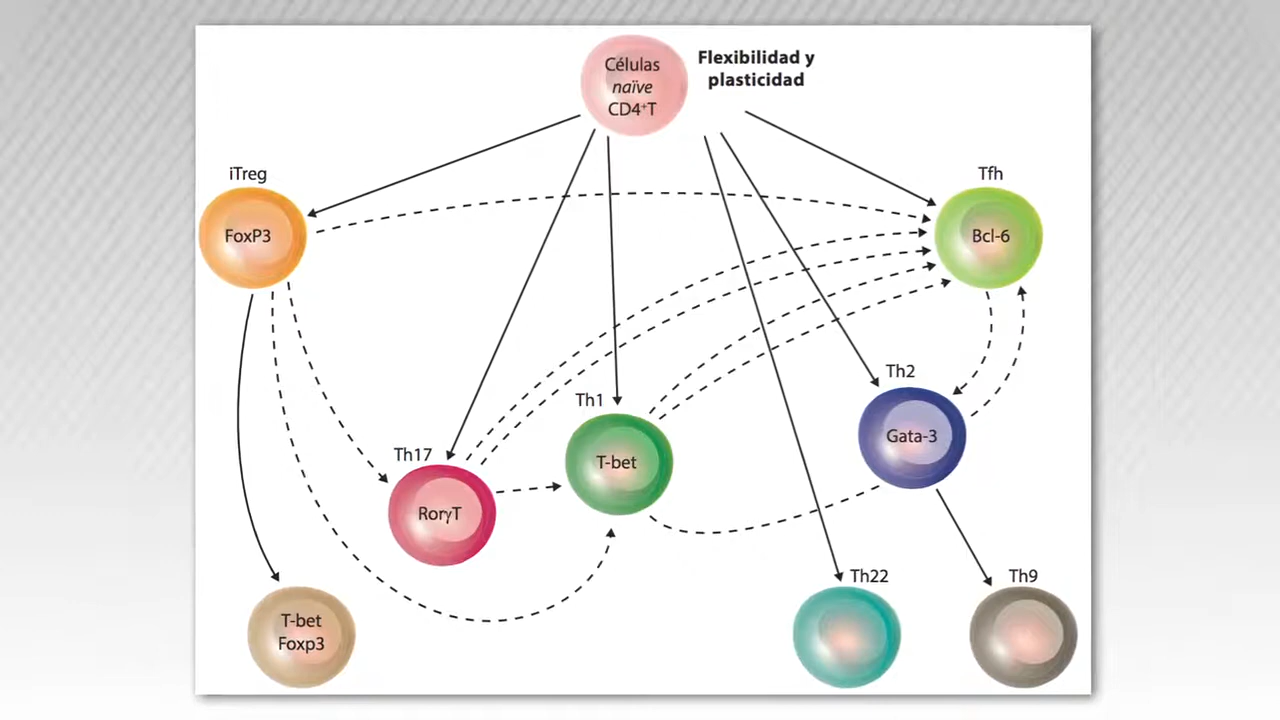 Células
naïve
CD4⁺T
Flexibilidad y
plasticidad
iTreg
FoxP3
Tfh
Bcl-6
Th2
Gata-3
Th1
T-bet
Th17
RorγT
T-bet
Foxp3
Th22
Th9